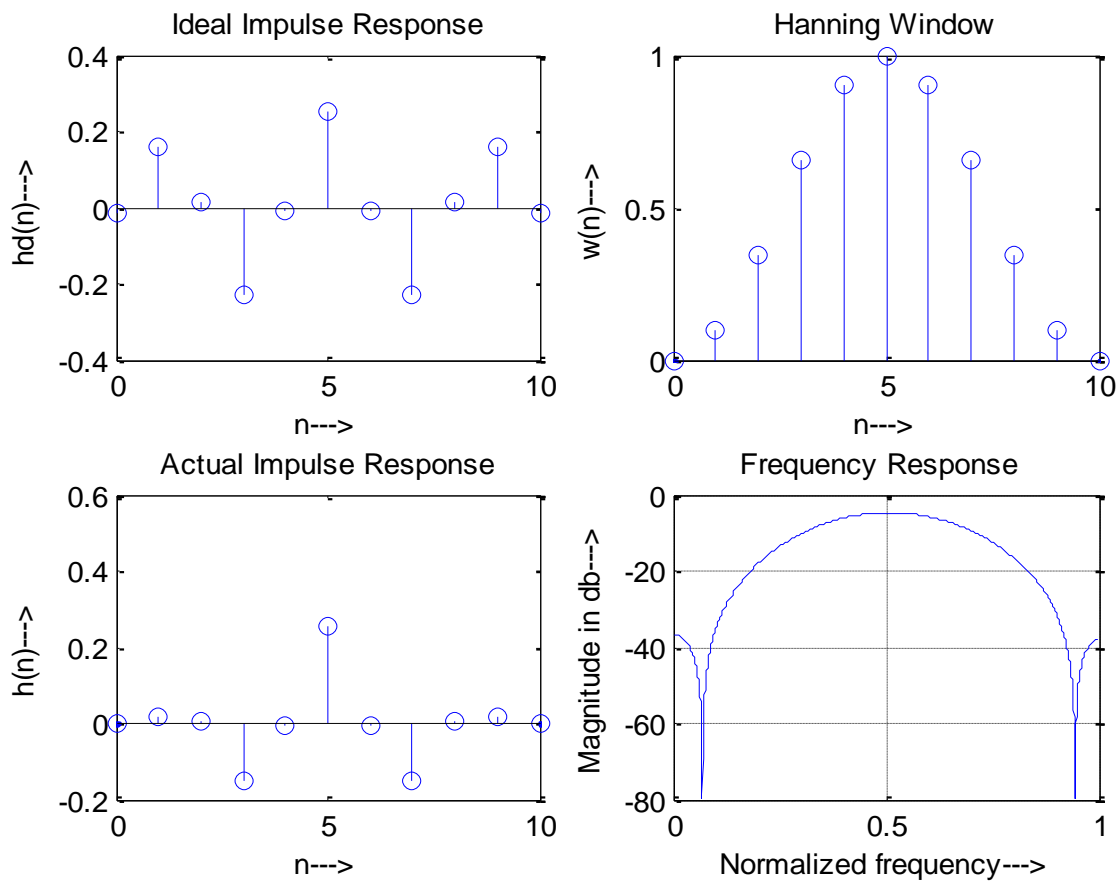 Ideal Impulse Response
0.4
0.2
0
-0.2
-0.4
hd(n)--->
0 5 10
n--->
Hanning Window
1
0.5
0
w(n)--->
0 5 10
n--->
Actual Impulse Response
0.6
0.4
0.2
0
-0.2
h(n)--->
0 5 10
n--->
Frequency Response
0
-20
-40
-60
-80
Magnitude in db--->
0 0.5 1
Normalized frequency--->